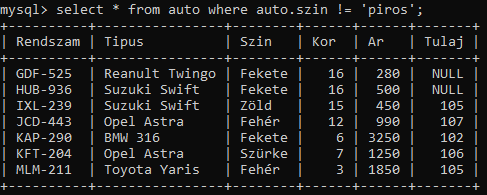 mysql> select * from auto where auto.szin != 'piros';
+----------+----------------+--------+------+------+-------+
| Rendszam | Tipus          | Szin   | Kor  | Ar   | Tulaj |
+----------+----------------+--------+------+------+-------+
| GDF-525  | Reanult Twingo | Fekete |   16 |  280 |  NULL |
| HUB-936  | Suzuki Swift   | Fekete |   16 |  500 |  NULL |
| IXL-239  | Suzuki Swift   | Zöld   |   15 |  450 |   105 |
| JCD-443  | Opel Astra     | Fehér  |   12 |  990 |   107 |
| KAP-290  | BMW 316        | Fekete |    6 | 3250 |   102 |
| KFT-204  | Opel Astra     | Szürke |    7 | 1250 |   106 |
| MLM-211  | Toyota Yaris   | Fehér  |    3 | 1850 |   105 |
+----------+----------------+--------+------+------+-------+